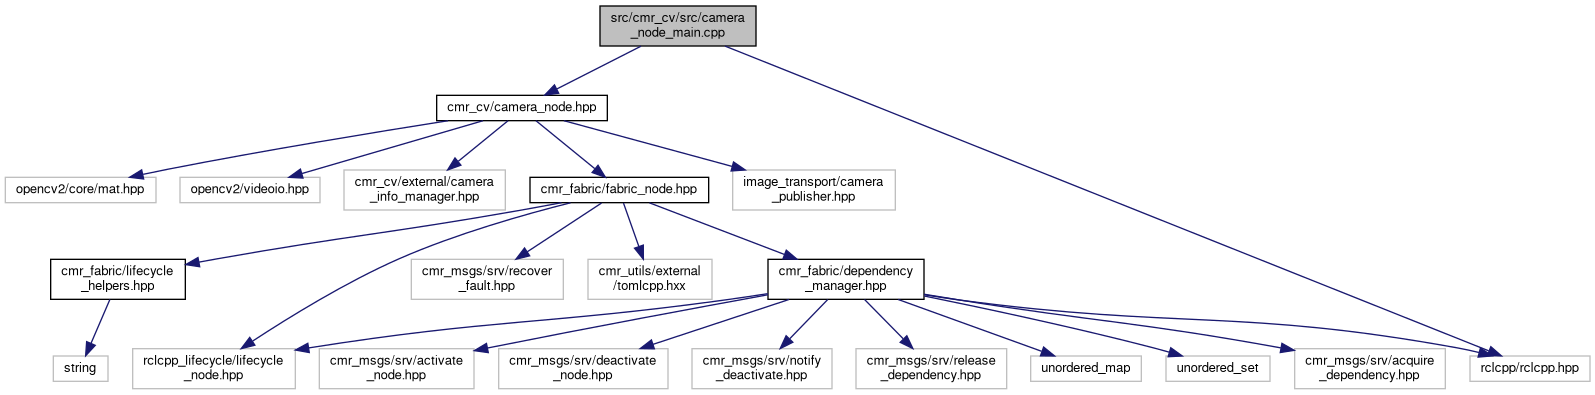 src/cmr_cv/src/camera
_node_main.cpp
cmr_cv/camera_node.hpp
opencv2/core/mat.hpp
opencv2/videoio.hpp
cmr_cv/external/camera
_info_manager.hpp
cmr_fabric/fabric_node.hpp
image_transport/camera
_publisher.hpp
cmr_fabric/lifecycle
_helpers.hpp
cmr_msgs/srv/recover
_fault.hpp
cmr_utils/external
/tomlcpp.hxx
cmr_fabric/dependency
_manager.hpp
string
rclcpp_lifecycle/lifecycle
_node.hpp
cmr_msgs/srv/activate
_node.hpp
cmr_msgs/srv/deactivate
_node.hpp
cmr_msgs/srv/notify
_deactivate.hpp
cmr_msgs/srv/release
_dependency.hpp
unordered_map
unordered_set
cmr_msgs/srv/acquire
_dependency.hpp
rclcpp/rclcpp.hpp